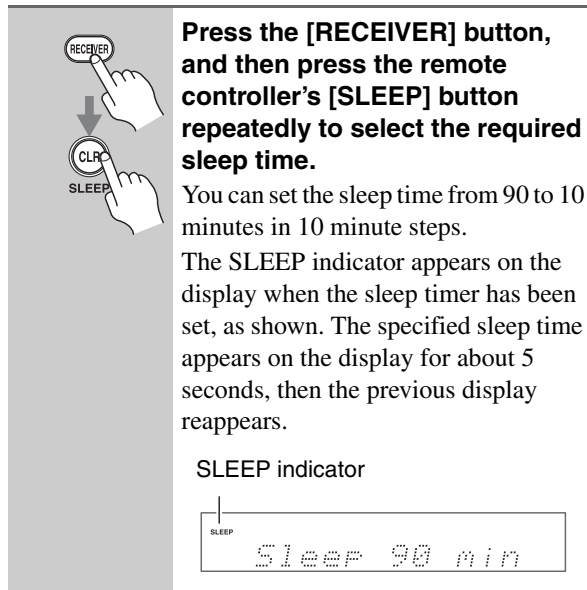 RECEIVER
CLR
SLEEP
Press the [RECEIVER] button,
and then press the remote
controller’s [SLEEP] button
repeatedly to select the required
sleep time.
You can set the sleep time from 90 to 10
minutes in 10 minute steps.
The SLEEP indicator appears on the
display when the sleep timer has been
set, as shown. The specified sleep time
appears on the display for about 5
seconds, then the previous display
reappears.
SLEEP indicator
SLEEP
Sleep 90 min